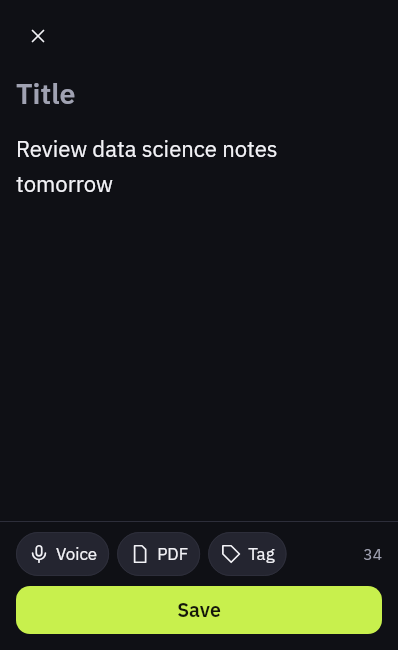 Title
Review data science notes
tomorrow
Voice
PDF
Tag
34
Save